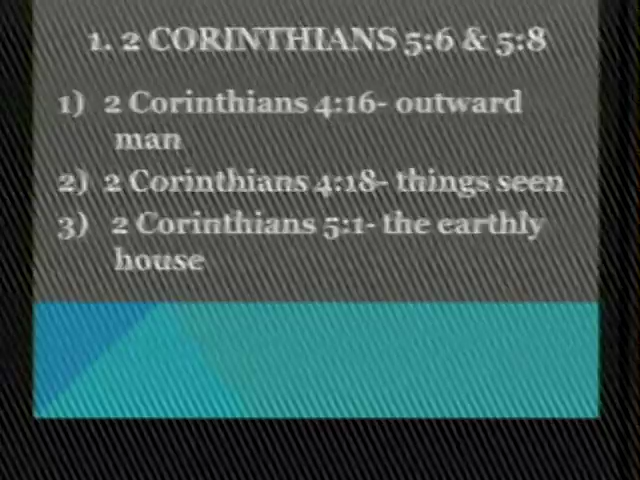 1. 2 CORINTHIANS 5:6 & 5:8
1) 2 Corinthians 4:16- outward
man
2) 2 Corinthians 4:18- things seen
3) 2 Corinthians 5:1- the earthly
house